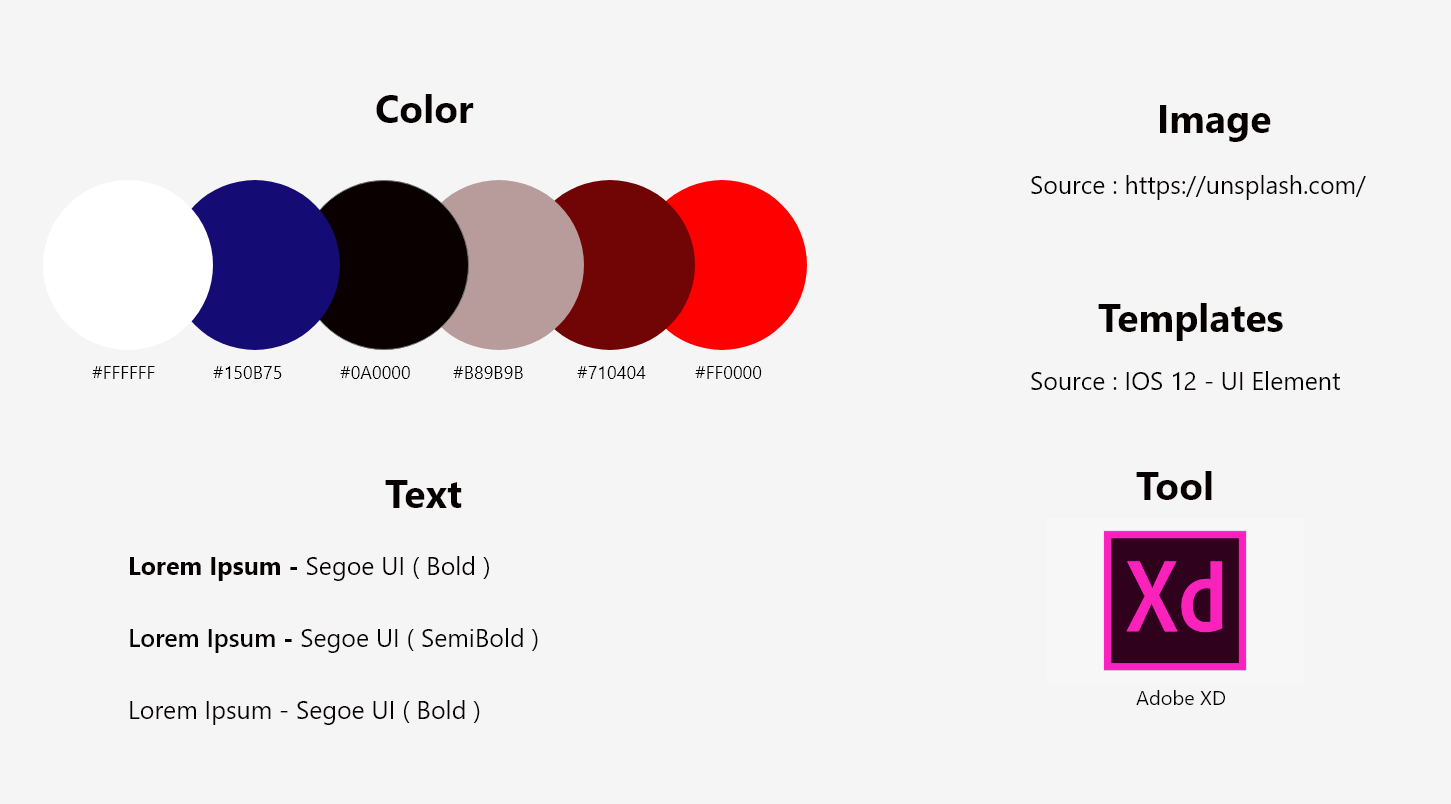 Color
#FFFFFF
#150B75
#0A0000
#B89B9B
#710404
#FF0000
Text
Lorem Ipsum - Segoe UI ( Bold )
Lorem Ipsum - Segoe UI ( SemiBold )
Lorem Ipsum - Segoe UI ( Bold )
Image
Source : https://unsplash.com/
Templates
Source : IOS 12 - UI Element
Tool
Xd
Adobe XD